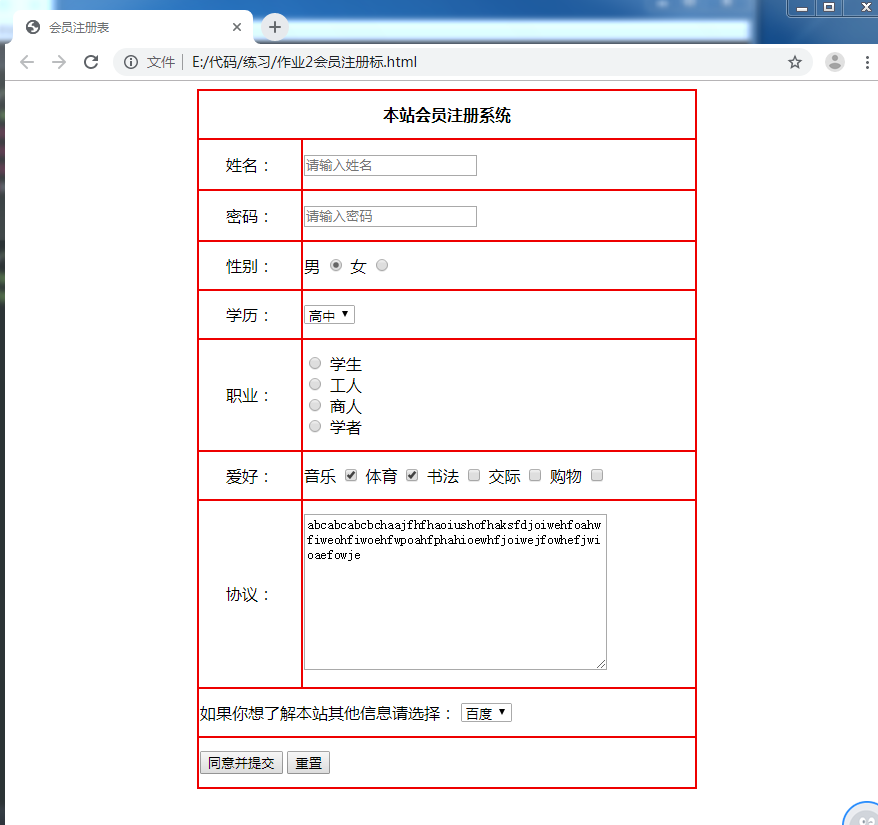 会员注册表
文件 E:/代码/练习/作业2会员注册标.html
本站会员注册系统
姓名： 请输入姓名
密码： 请输入密码
性别： 男 女
学历： 高中
职业：
学生
工人
商人
学者
爱好： 音乐 体育 书法 交际 购物
协议：
abcabcabcbchaajfhfhaoiushofhaksfdjoiwehfoahw
fiweohfiwoehfwpoahfphahioewhfjoiwejfowhefjwi
oaefowje
如果你想了解本站其他信息请选择： 百度
同意并提交 重置